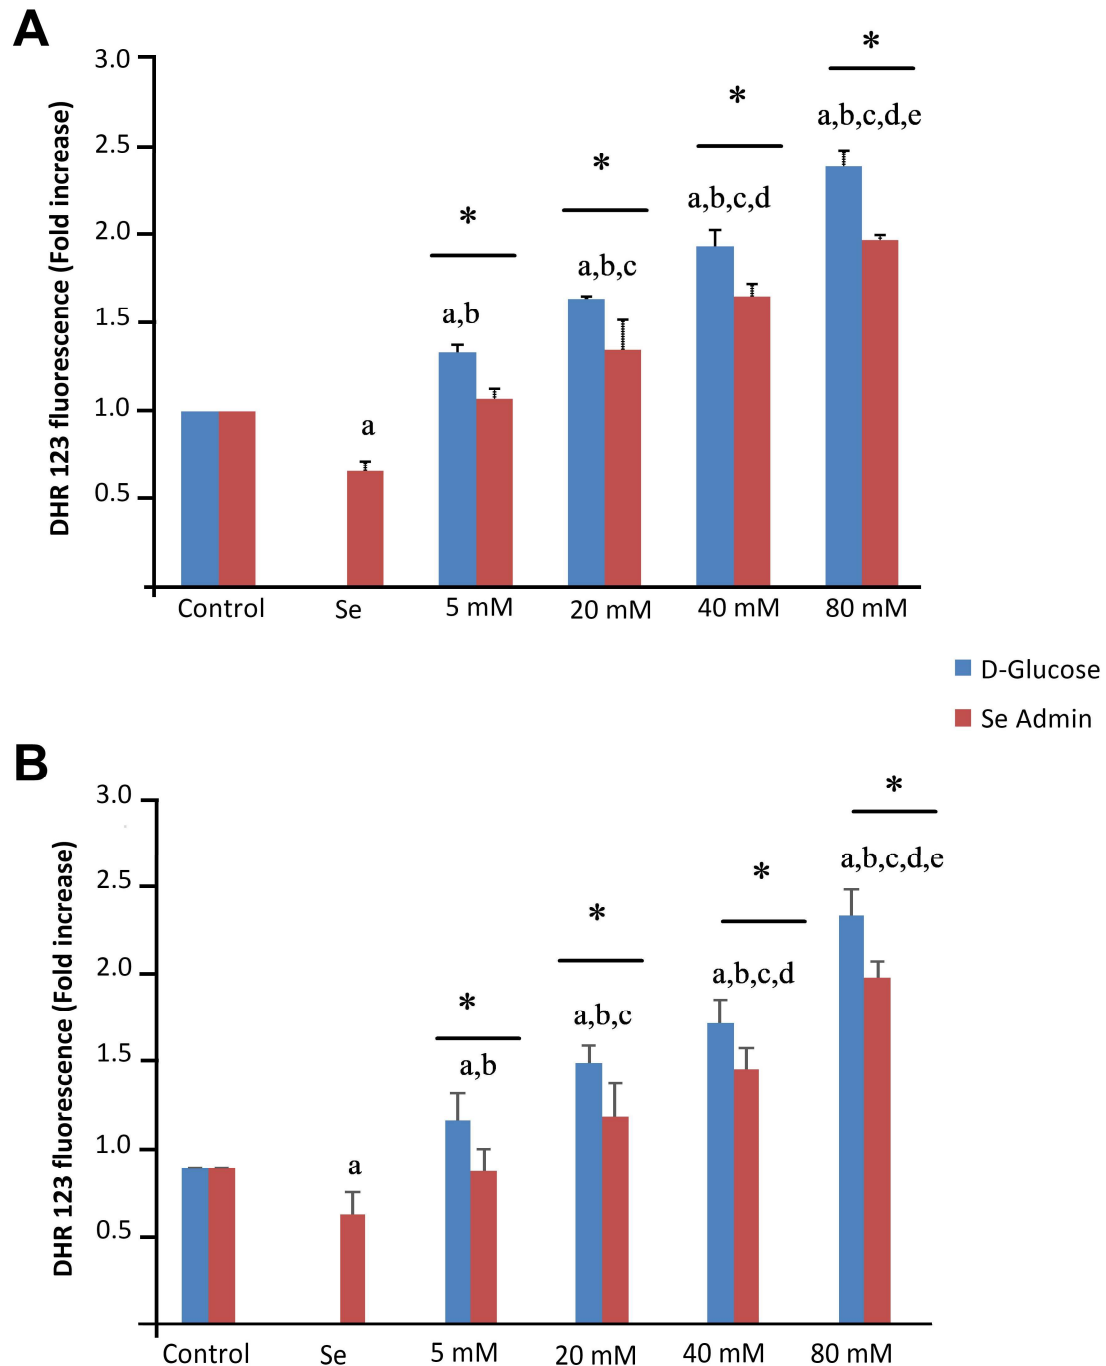 A
DHR 123 fluorescence (Fold increase)
3.0
2.5
2.0
1.5
1.0
0.5
*
*
*
*
a,b,c,d,e
a,b,c,d
a,b,c
a,b
a
Control
Se
5 mM
20 mM
40 mM
80 mM
D-Glucose
Se Admin
B
DHR 123 fluorescence (Fold increase)
3.0
2.5
2.0
1.5
1.0
0.5
*
*
*
*
a,b,c,d,e
a,b,c,d
a,b,c
a,b
a
Control
Se
5 mM
20 mM
40 mM
80 mM